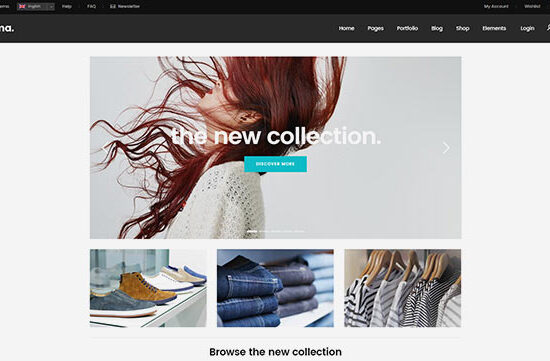 English Help FAQ Newsletter My Account Wishlist
Home Pages Portfolio Blog Shop Elements Login
the new collection.
DISCOVER MORE
Browse the new collection